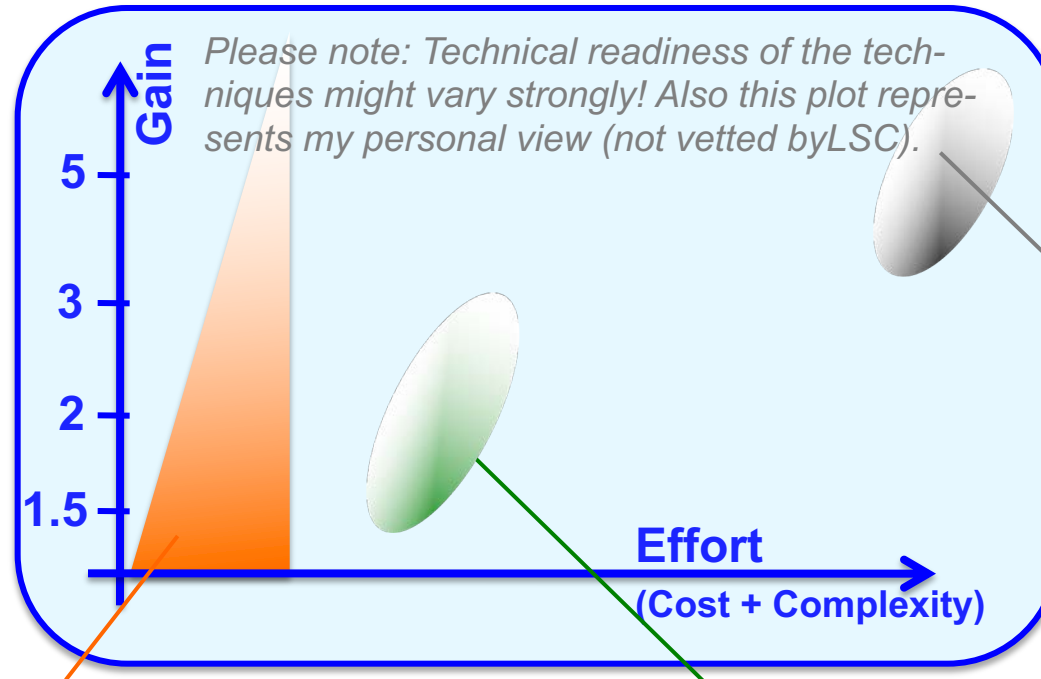 Please note: Technical readiness of the tech-
niques might vary strongly! Also this plot repre-
sents my personal view (not vetted byLSC).
Gain
5
3
2
1.5
Effort
(Cost + Complexity)